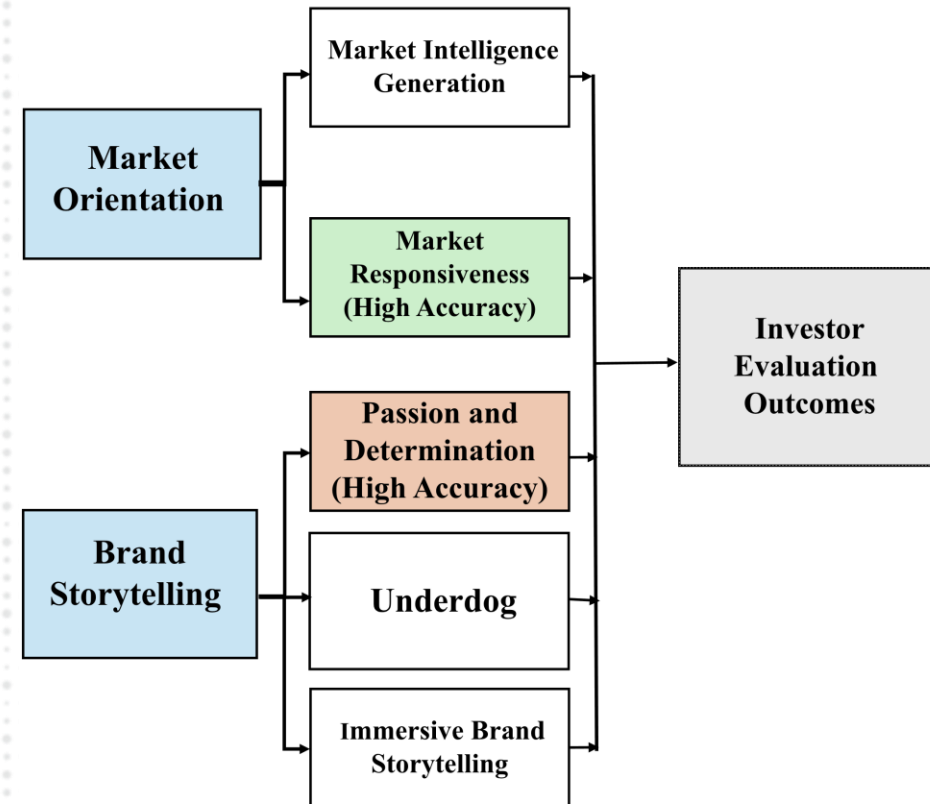 Market Intelligence
Generation
Market
Orientation
Market
Responsiveness
(High Accuracy)
Investor
Evaluation
Outcomes
Passion and
Determination
(High Accuracy)
Brand
Storytelling
Underdog
Immersive Brand
Storytelling